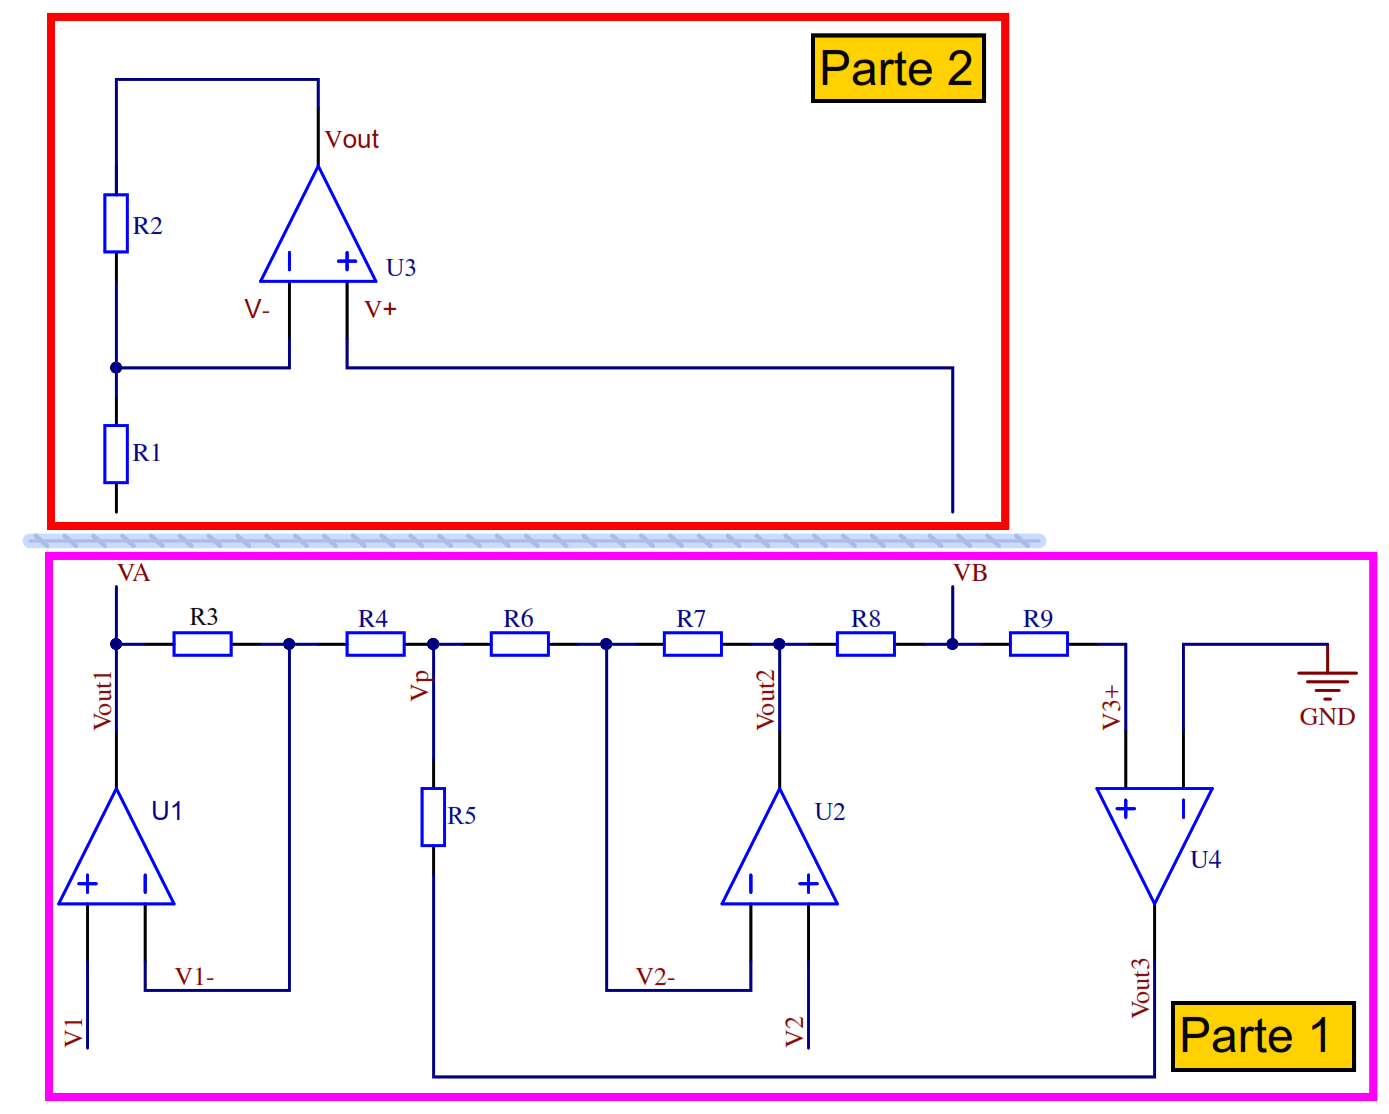 Parte 2
Vout
R2
U3
V-
V+
R1
VA
VB
R3
R4
R6
R7
R8
R9
Vout1
Vp
Vout2
V3+
GND
U1
R5
U2
U4
V1-
V2-
Vout3
V1
V2
Parte 1